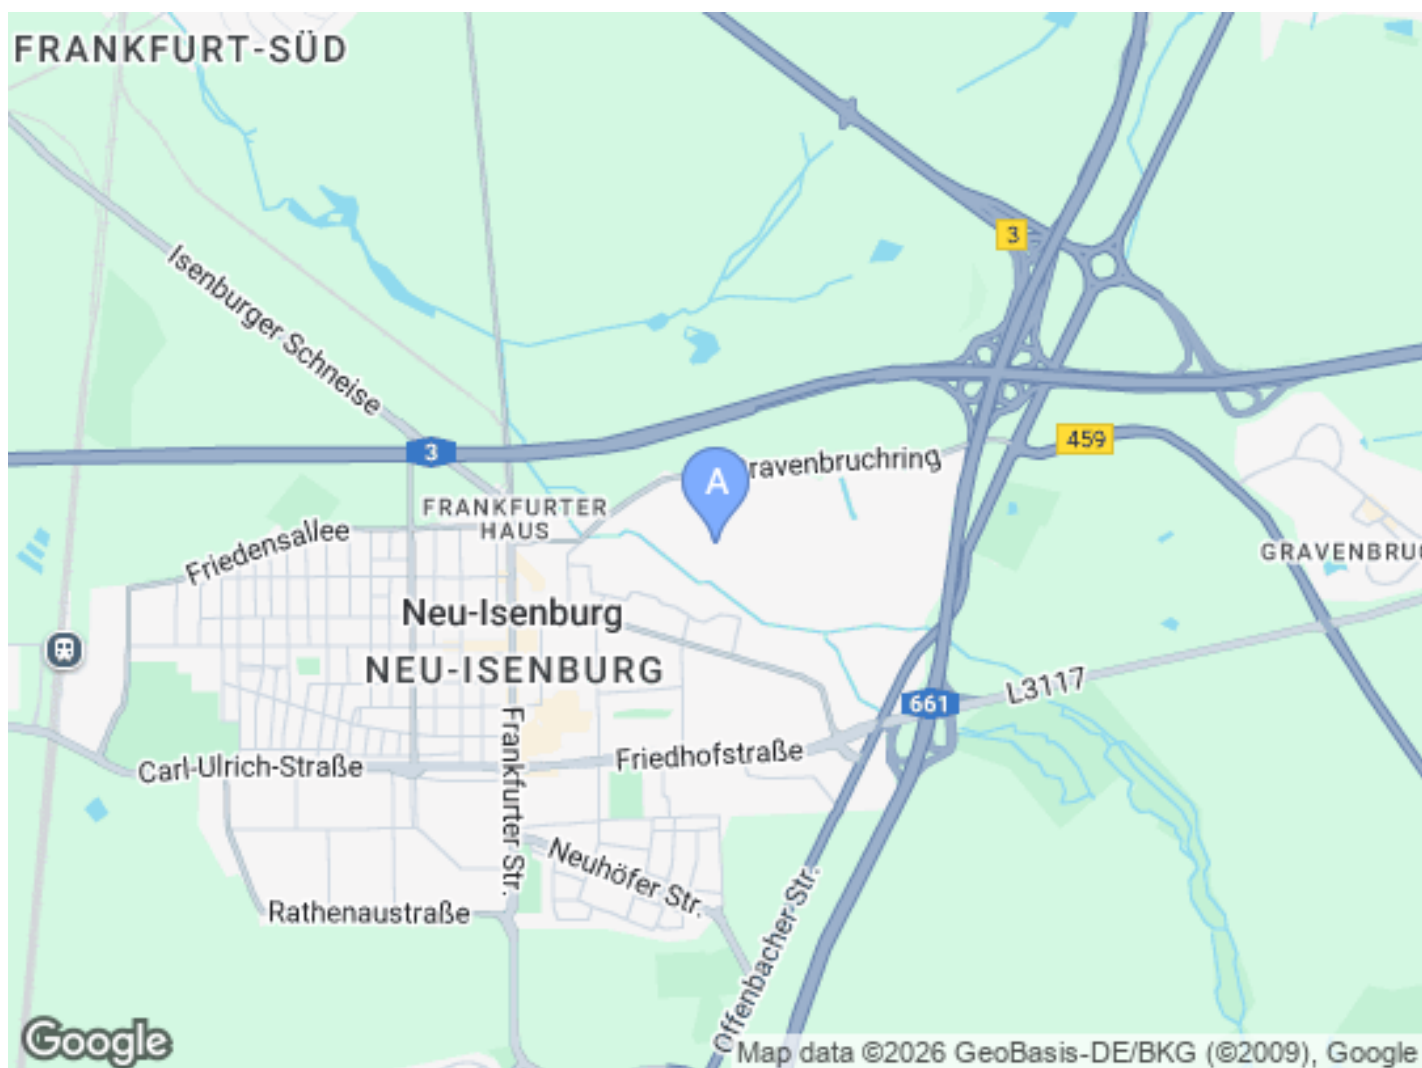 FRANKFURT-SÜD
3
Isenburger Schneise
3
459
ravenbruchring
A
FRANKFURTER
HAUS
Friedensallee
GRAVENBRUC
Neu-Isenburg
NEU-ISENBURG
L3117
661
Frankfurter Str.
Friedhofstraße
Carl-Ulrich-Straße
Neuhöfer Str.
Rathenaustraße
Offenbacher Str.
Google
Map data ©2026 GeoBasis-DE/BKG (©2009), Google